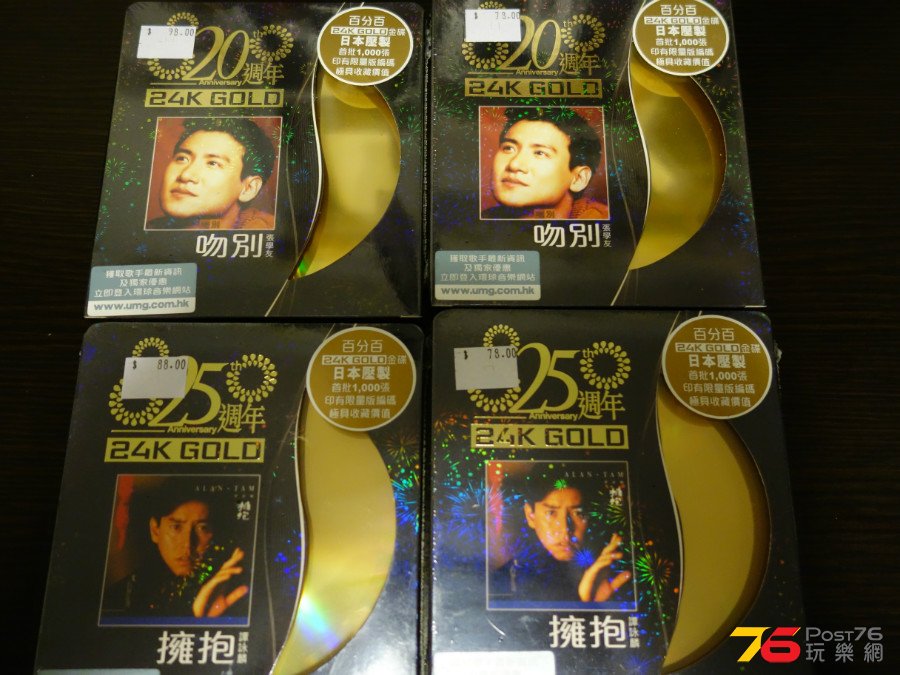 $ 98.00
20th
Anniversary
週年
24K GOLD
百分百
24K GOLD金碟
日本壓製
首批1,000張
印有限量版編碼
極具收藏價值
吻別
吻別
張學友
獲取歌手最新資訊
及獨家優惠
立即登入環球音樂網站
www.umg.com.hk
$ 78.00
20
Anniversary
週年
24K GOLD
百分百
24K GOLD金碟
日本壓製
首批1,000張
印有限量版編碼
極具收藏價值
吻別
吻別
張學友
獲取歌手最新資訊
及獨家優惠
立即登入環球音樂網站
www.umg.com.hk
$ 88.00
25th
Anniversary
週年
24K GOLD
百分百
24K GOLD金碟
日本壓製
首批1,000張
印有限量版編碼
極具收藏價值
ALAN · TAM
擁抱
擁抱
譚詠麟
$ 78.00
25th
Anniversary
週年
24K GOLD
百分百
24K GOLD金碟
日本壓製
首批1,000張
印有限量版編碼
極具收藏價值
ALAN · TAM
擁抱
擁抱
譚詠麟
76 Post76
玩樂網